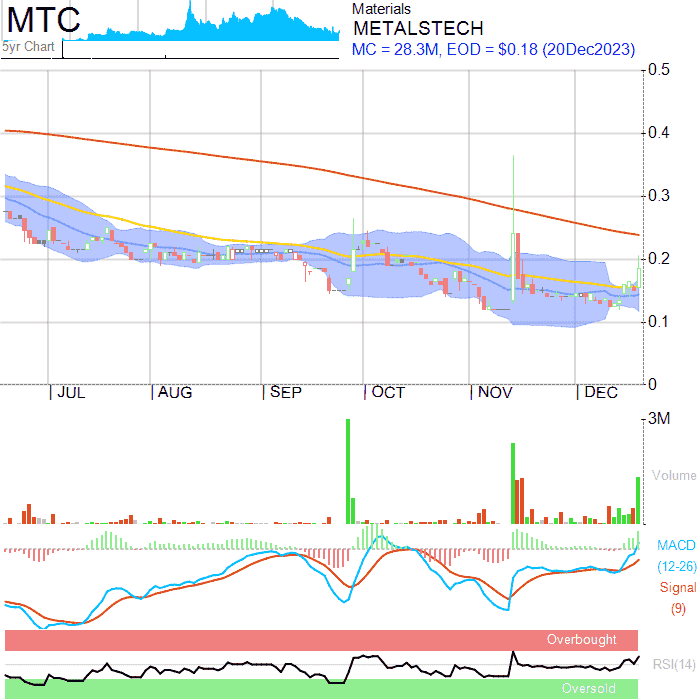 MTC
5yr Chart
Materials
METALSTECH
MC = 28.3M, EOD = $0.18 (20Dec2023)
0.5
0.4
0.3
0.2
0.1
0
JUL AUG SEP OCT NOV DEC
3M
Volume
MACD
(12-26)
Signal
(9)
Overbought
RSI(14)
Oversold